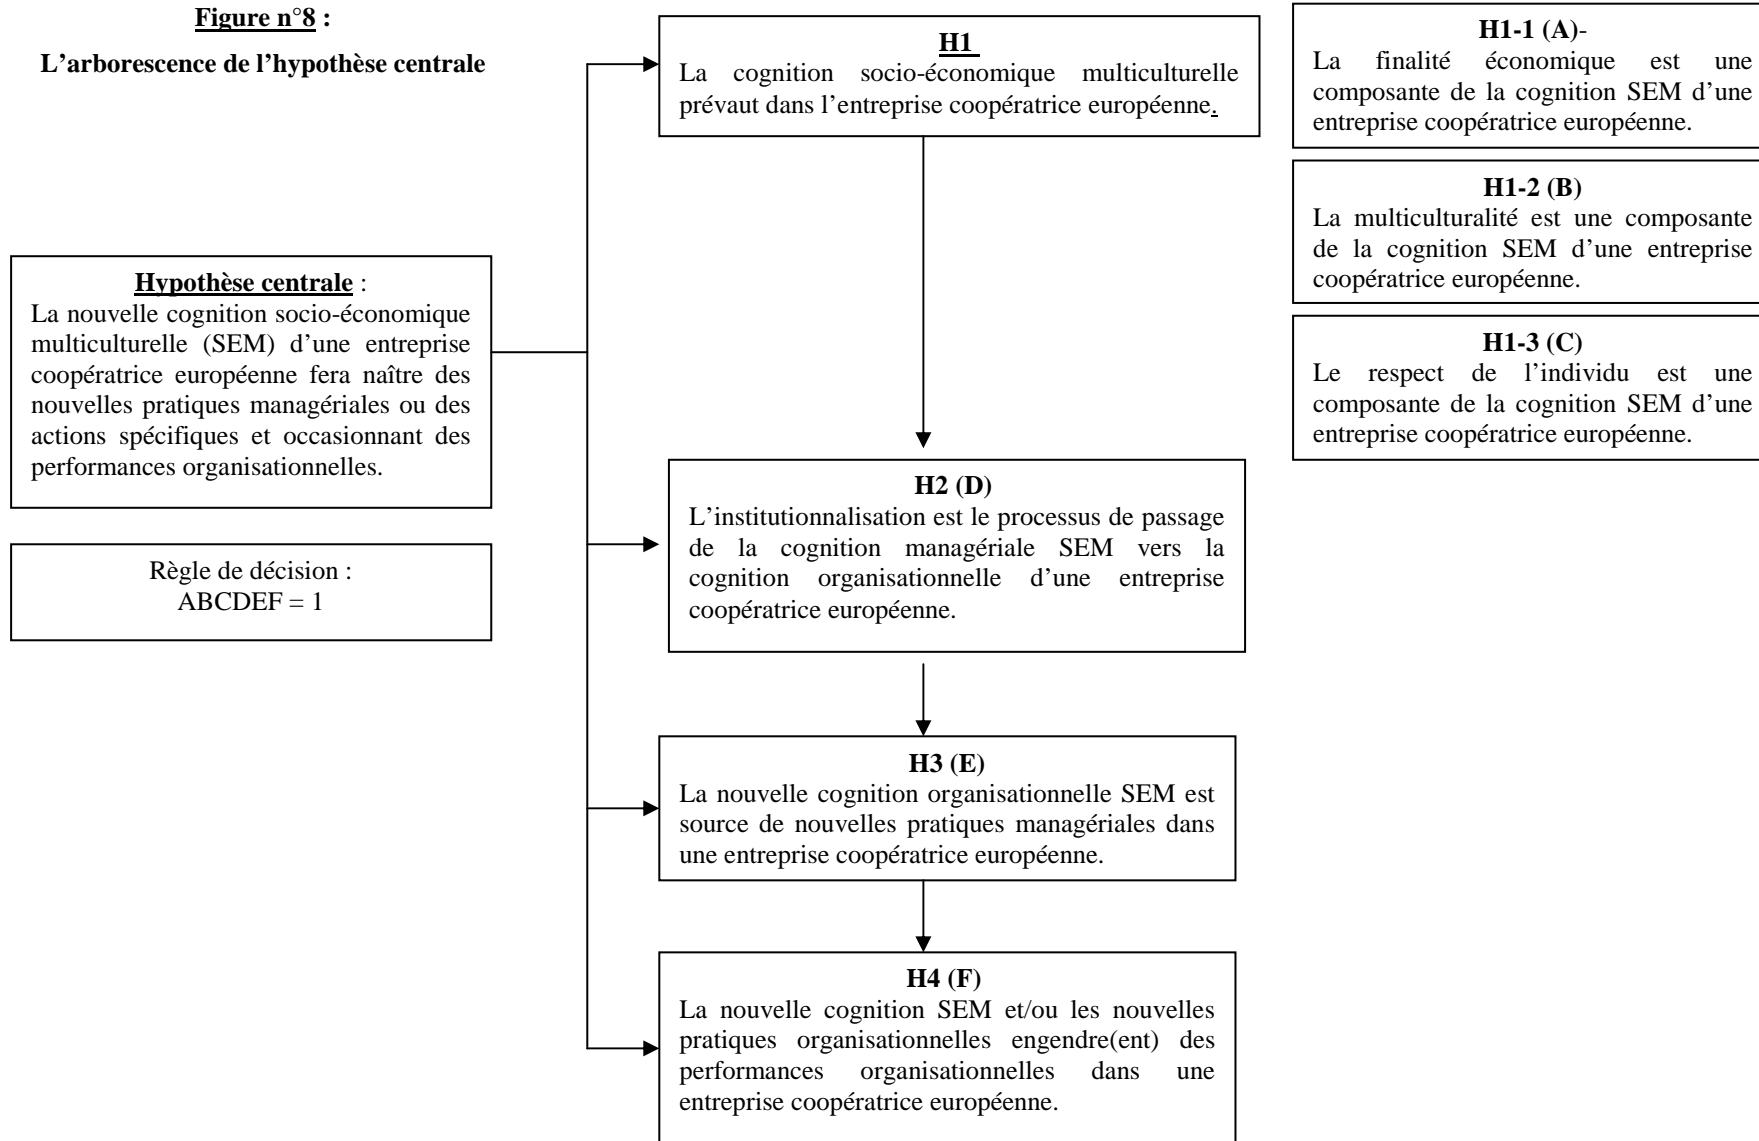 Figure n°8 :
L’arborescence de l’hypothèse centrale
Hypothèse centrale :
La nouvelle cognition socio-économique
multiculturelle (SEM) d’une entreprise
coopératrice européenne fera naître des
nouvelles pratiques managériales ou des
actions spécifiques et occasionnant des
performances organisationnelles.
Règle de décision :
ABCDEF = 1
H1
La cognition socio-économique multiculturelle
prévaut dans l’entreprise coopératrice européenne.
H2 (D)
L’institutionnalisation est le processus de passage
de la cognition managériale SEM vers la
cognition organisationnelle d’une entreprise
coopératrice européenne.
H3 (E)
La nouvelle cognition organisationnelle SEM est
source de nouvelles pratiques managériales dans
une entreprise coopératrice européenne.
H4 (F)
La nouvelle cognition SEM et/ou les nouvelles
pratiques organisationnelles engendre(ent) des
performances organisationnelles dans une
entreprise coopératrice européenne.
H1-1 (A)-
La finalité économique est une
composante de la cognition SEM d’une
entreprise coopératrice européenne.
H1-2 (B)
La multiculturalité est une composante
de la cognition SEM d’une entreprise
coopératrice européenne.
H1-3 (C)
Le respect de l’individu est une
composante de la cognition SEM d’une
entreprise coopératrice européenne.